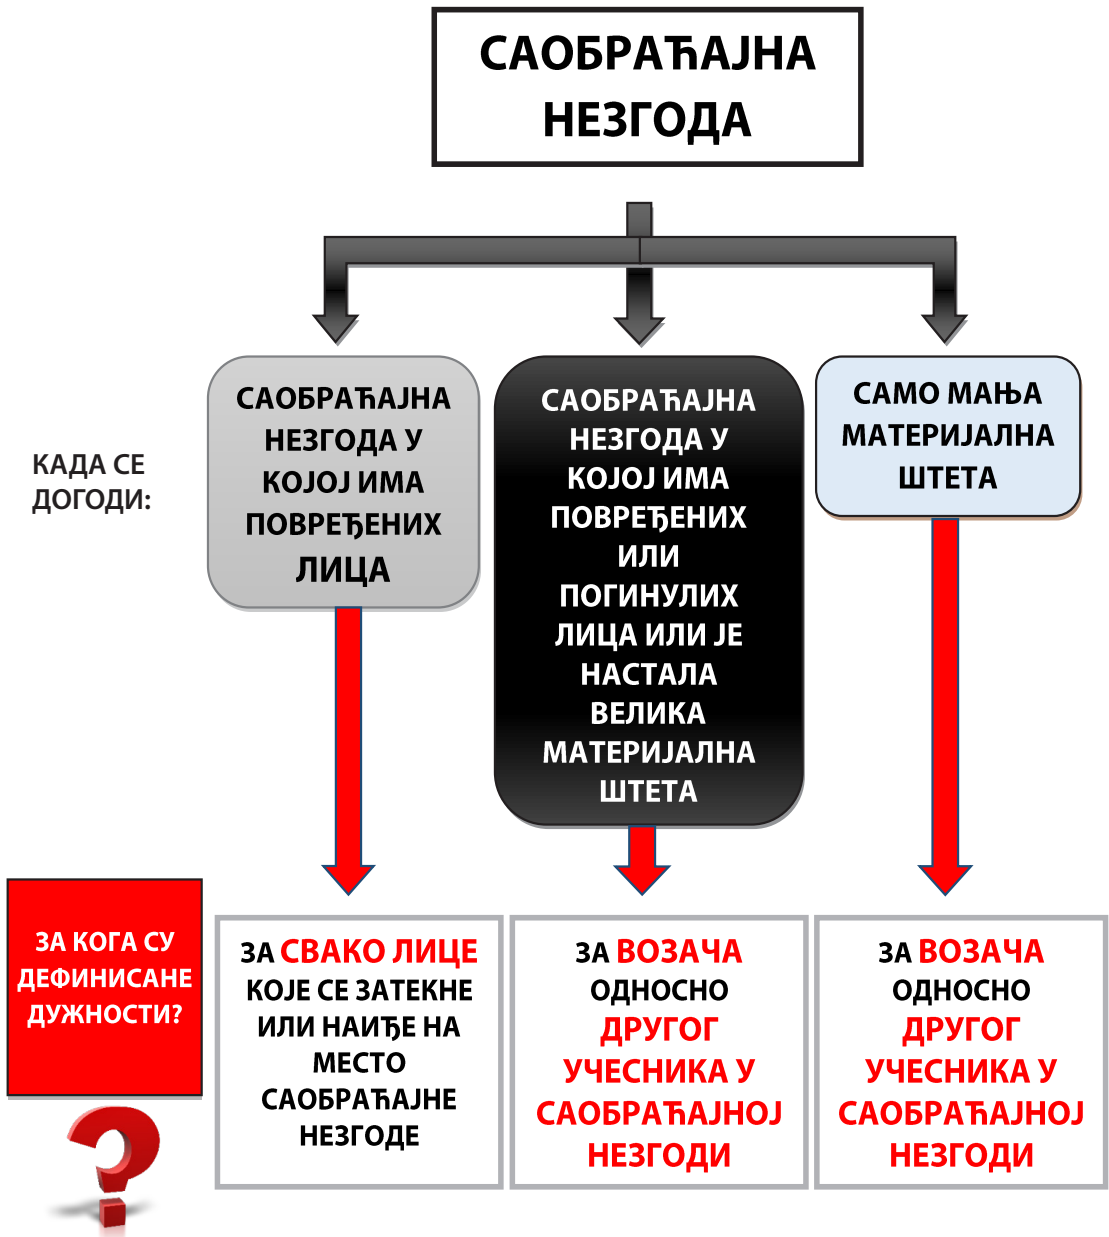 САОБРАЋАЈНА
НЕЗГОДА
КАДА СЕ
ДОГОДИ:
САОБРАЋАЈНА
НЕЗГОДА У
КОЈОЈ ИМА
ПОВРЕЂЕНИХ
ЛИЦА
САОБРАЋАЈНА
НЕЗГОДА У
КОЈОЈ ИМА
ПОВРЕЂЕНИХ
ИЛИ
ПОГИНУЛИХ
ЛИЦА ИЛИ ЈЕ
НАСТАЛА
ВЕЛИКА
МАТЕРИЈАЛНА
ШТЕТА
САМО МАЊА
МАТЕРИЈАЛНА
ШТЕТА
ЗА КОГА СУ
ДЕФИНИСАНЕ
ДУЖНОСТИ?
ЗА СВАКО ЛИЦЕ
КОЈЕ СЕ ЗАТЕКНЕ
ИЛИ НАИЂЕ НА
МЕСТО
САОБРАЋАЈНЕ
НЕЗГОДЕ
ЗА ВОЗАЧА
ОДНОСНО
ДРУГОГ
УЧЕСНИКА У
САОБРАЋАЈНОЈ
НЕЗГОДИ
ЗА ВОЗАЧА
ОДНОСНО
ДРУГОГ
УЧЕСНИКА У
САОБРАЋАЈНОЈ
НЕЗГОДИ
?